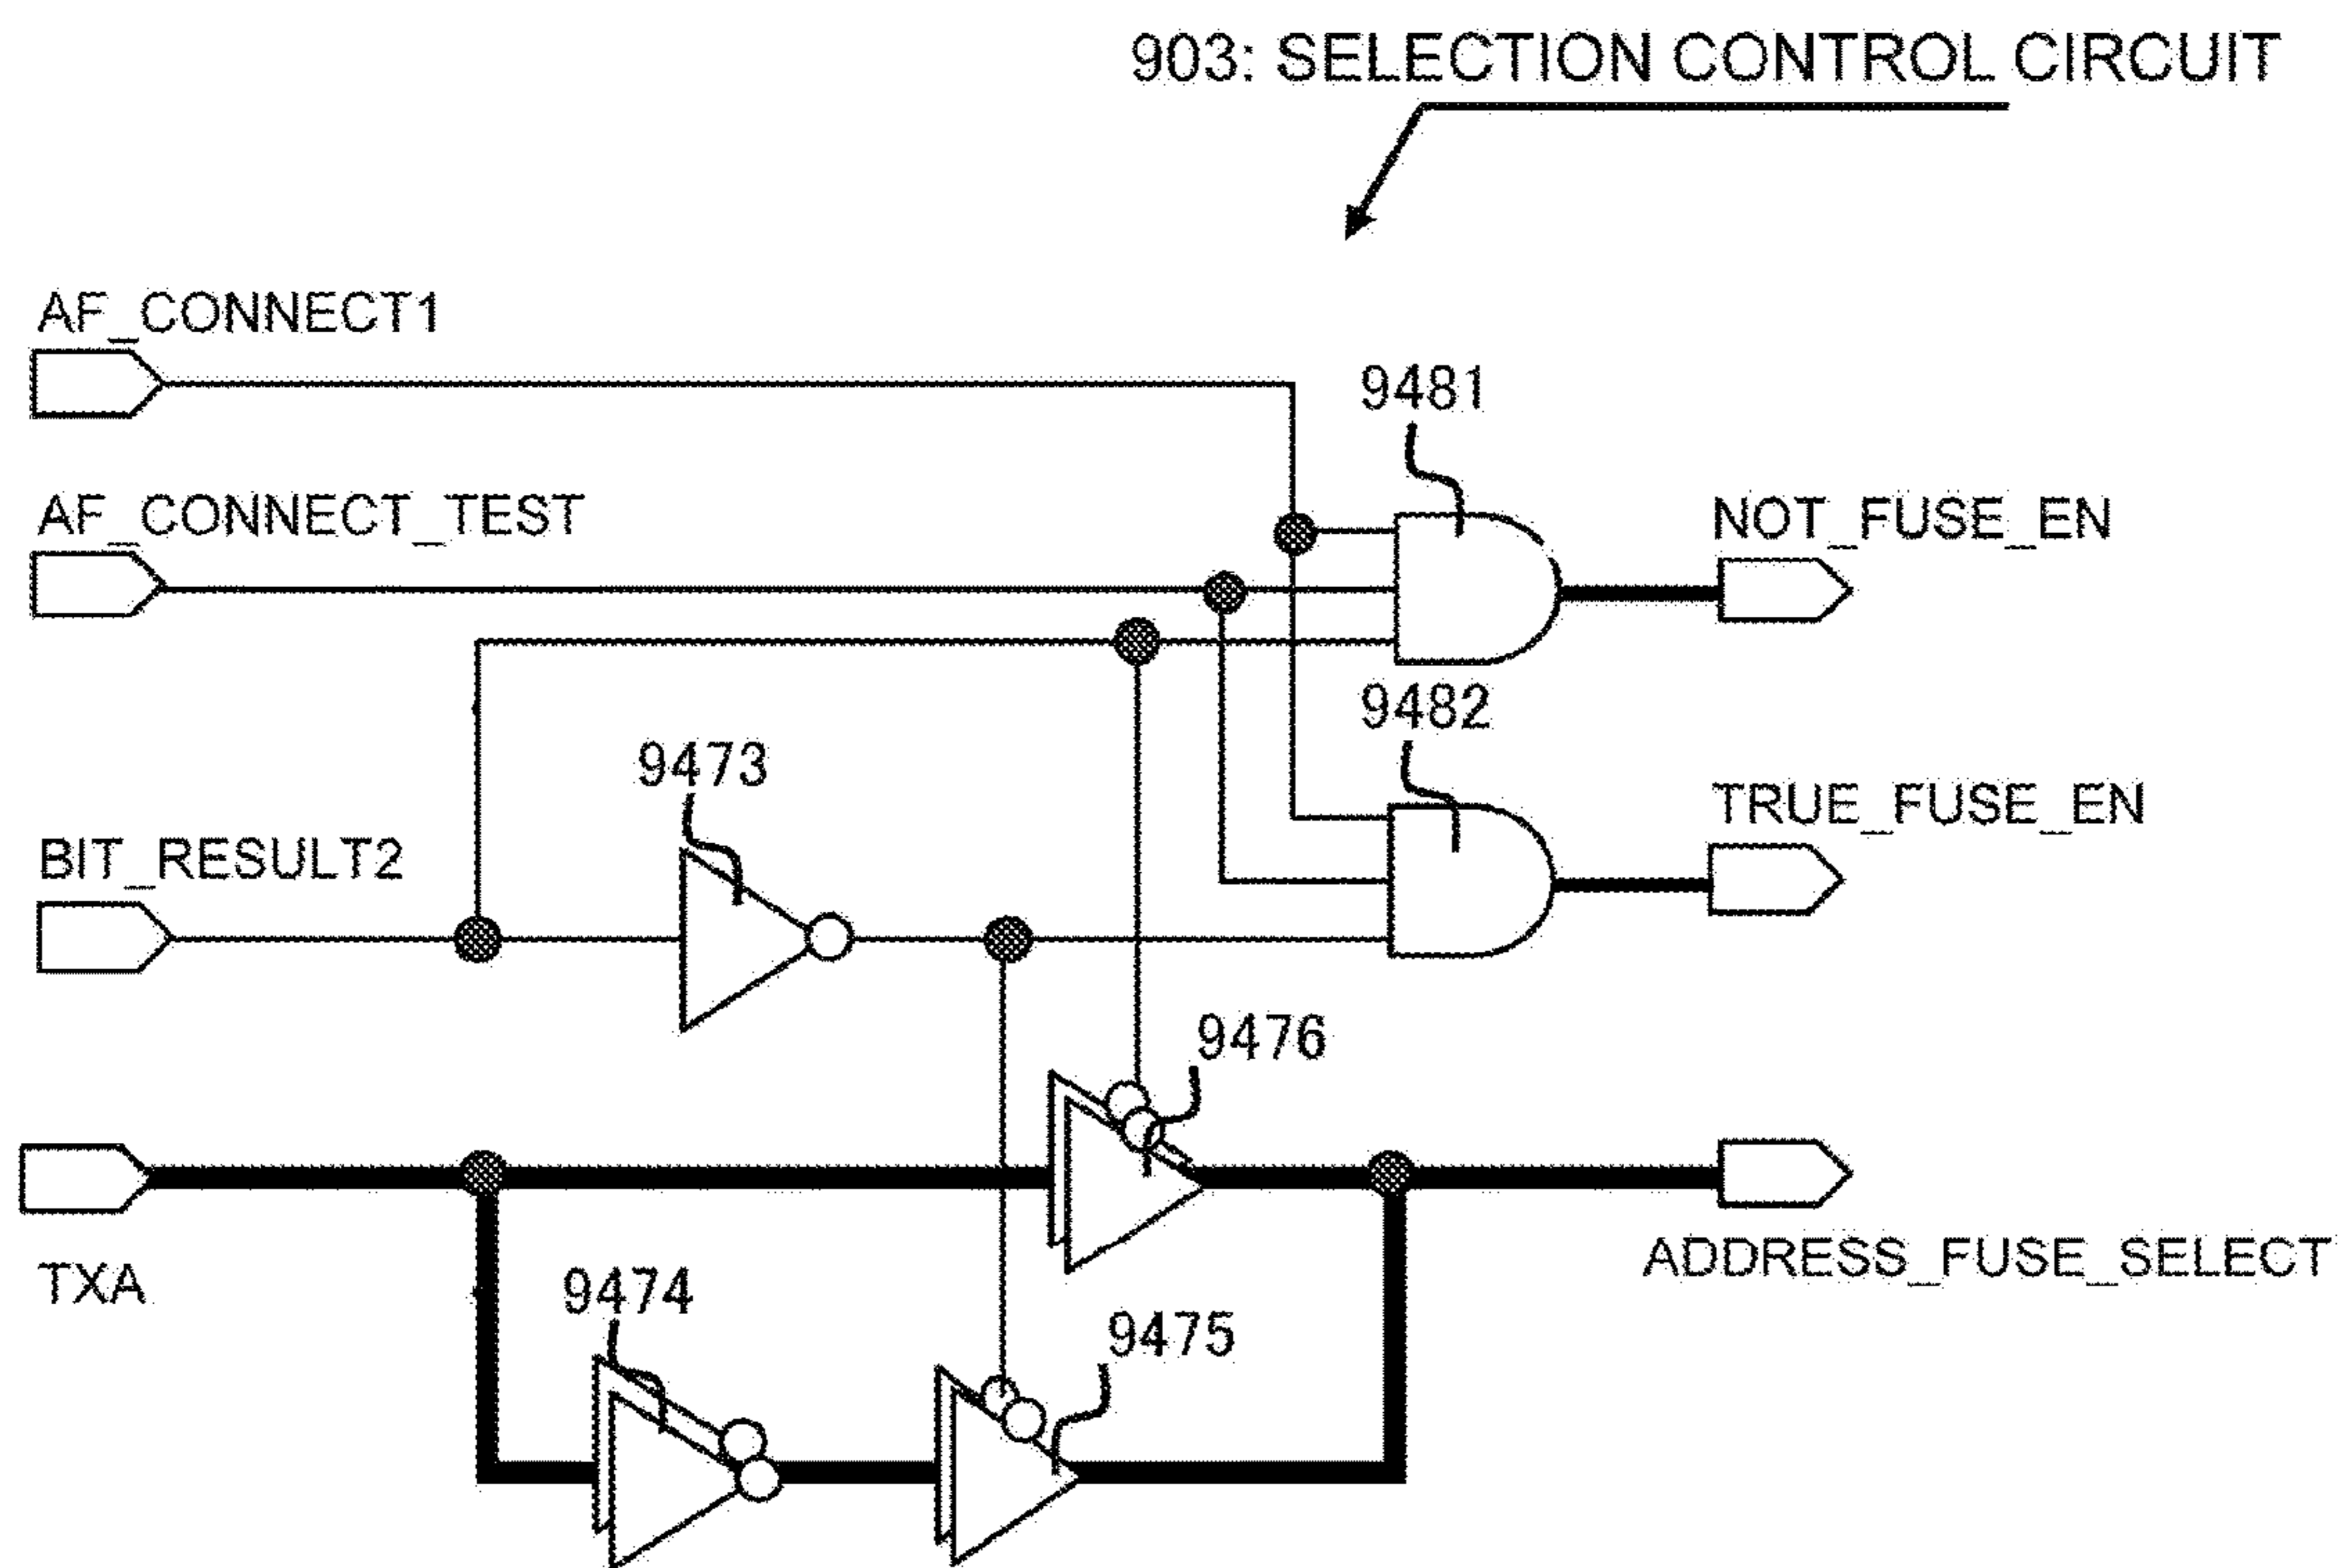 903: SELECTION CONTROL CIRCUIT
AF_CONNECT1
9481
AF_CONNECT_TEST
NOT_FUSE_EN
9482
9473
TRUE_FUSE_EN
BIT_RESULT2
9476
TXA
ADDRESS_FUSE_SELECT
9474
9475